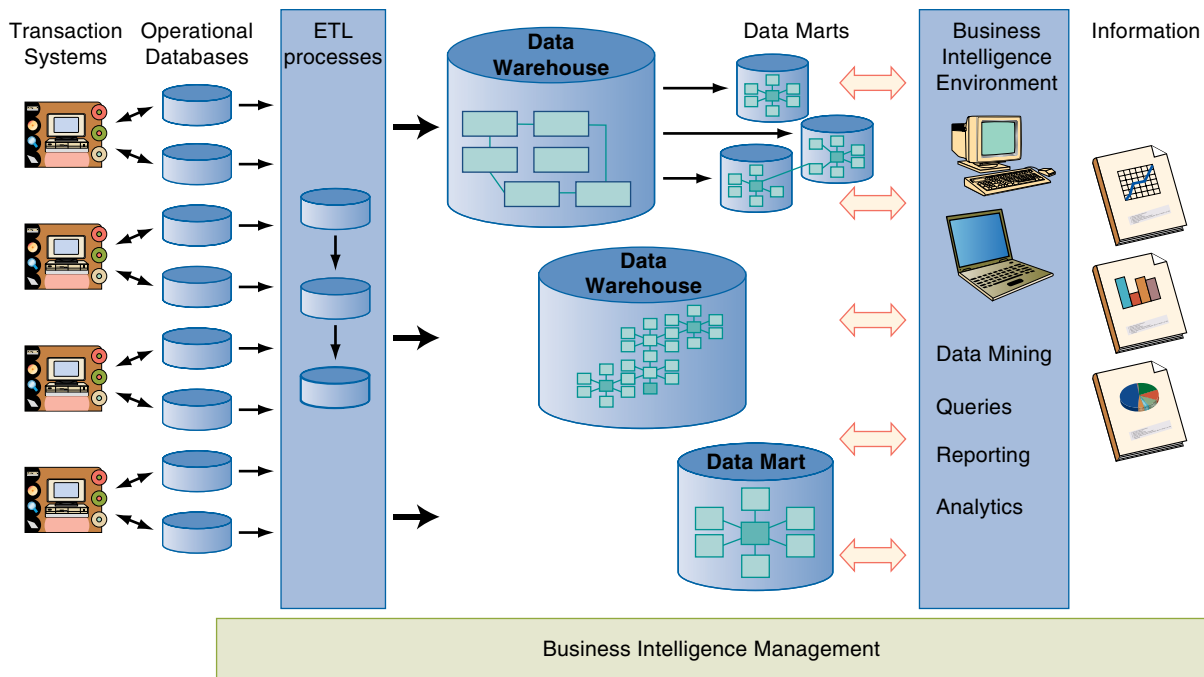 Transaction
Systems
Operational
Databases
ETL
processes
Data
Warehouse
Data Marts
Business
Intelligence
Environment
Information
Data
Warehouse
Data Mining
Queries
Reporting
Analytics
Data Mart
Business Intelligence Management